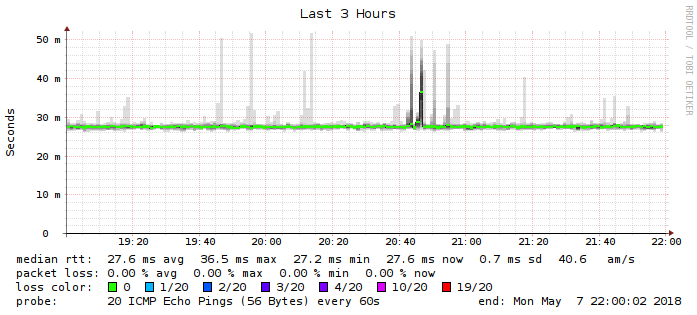 Last 3 Hours
RRDTOOL / TOBI OETIKER
Seconds
50 m
40 m
30 m
20 m
10 m
0
19:20 19:40 20:00 20:20 20:40 21:00 21:20 21:40 22:00
median rtt: 27.6 ms avg 36.5 ms max 27.2 ms min 27.6 ms now 0.7 ms sd 40.6 am/s
packet loss: 0.00 % avg 0.00 % max 0.00 % min 0.00 % now
loss color: 0 1/20 2/20 3/20 4/20 10/20 19/20
probe: 20 ICMP Echo Pings (56 Bytes) every 60s end: Mon May 7 22:00:02 2018